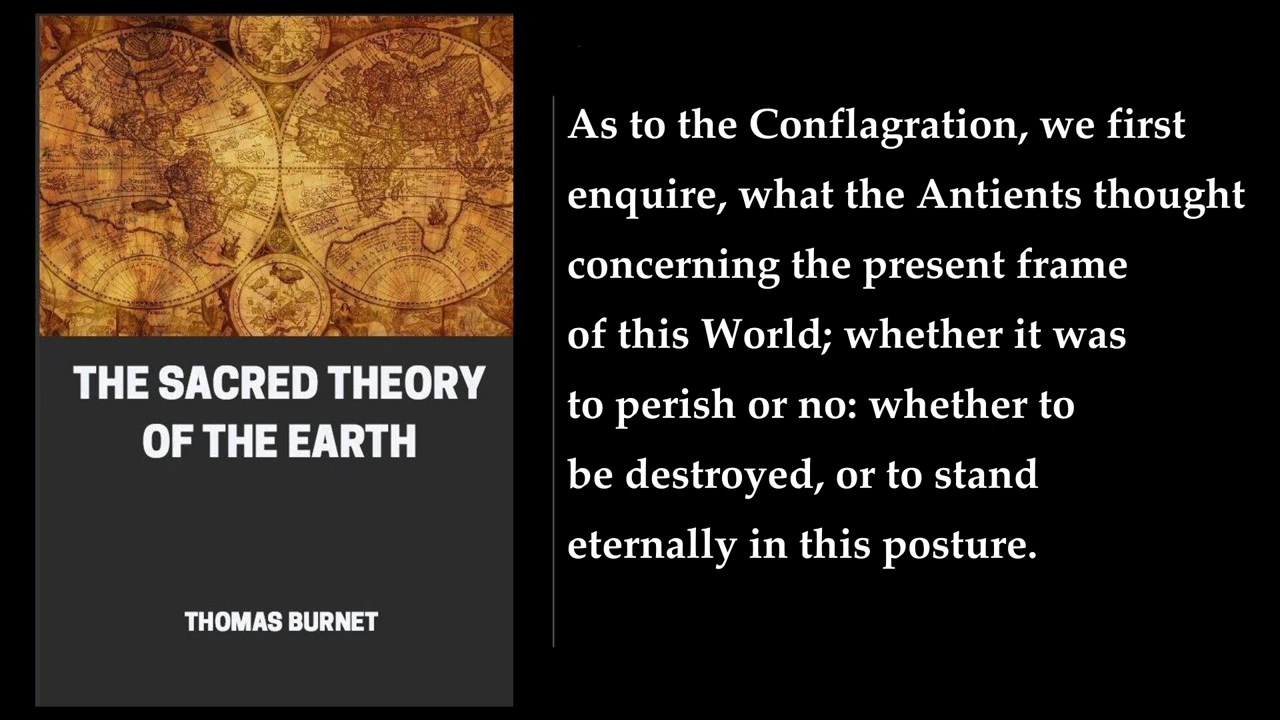 THE SACRED THEORY
OF THE EARTH
THOMAS BURNET
As to the Conflagration, we first
enquire, what the Antients thought
concerning the present frame
of this World; whether it was
to perish or no: whether to
be destroyed, or to stand
eternally in this posture.